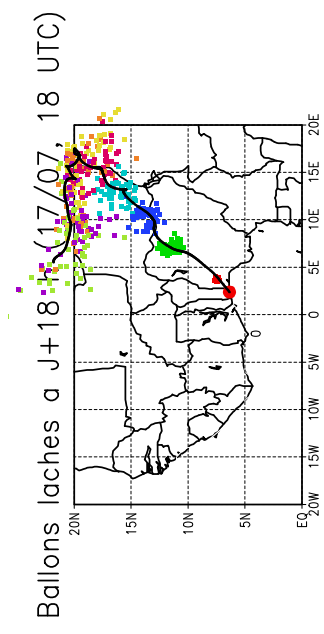 Ballons laches a J+18 (17/07, 18 UTC)
20N
15N
10N
5N
EQ
20W
15W
10W
5W
0
5E
10E
15E
20E
0